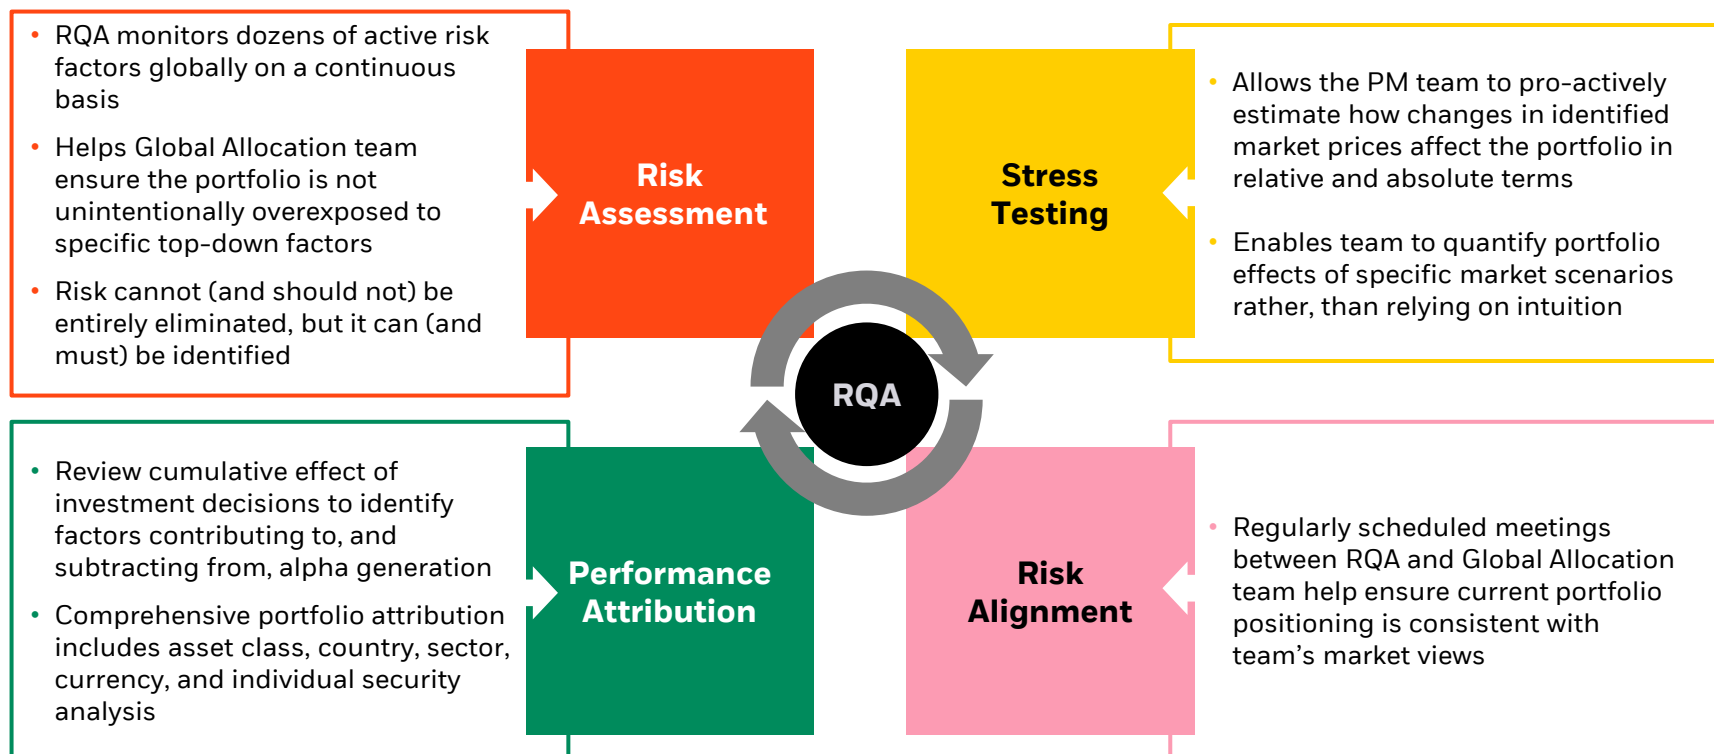 • RQA monitors dozens of active risk
factors globally on a continuous
basis
• Helps Global Allocation team
ensure the portfolio is not
unintentionally overexposed to
specific top-down factors
• Risk cannot (and should not) be
entirely eliminated, but it can (and
must) be identified
Risk
Assessment
Stress
Testing
• Allows the PM team to pro-actively
estimate how changes in identified
market prices affect the portfolio in
relative and absolute terms
• Enables team to quantify portfolio
effects of specific market scenarios
rather, than relying on intuition
RQA
• Review cumulative effect of
investment decisions to identify
factors contributing to, and
subtracting from, alpha generation
• Comprehensive portfolio attribution
includes asset class, country, sector,
currency, and individual security
analysis
Performance
Attribution
Risk
Alignment
• Regularly scheduled meetings
between RQA and Global Allocation
team help ensure current portfolio
positioning is consistent with
team’s market views